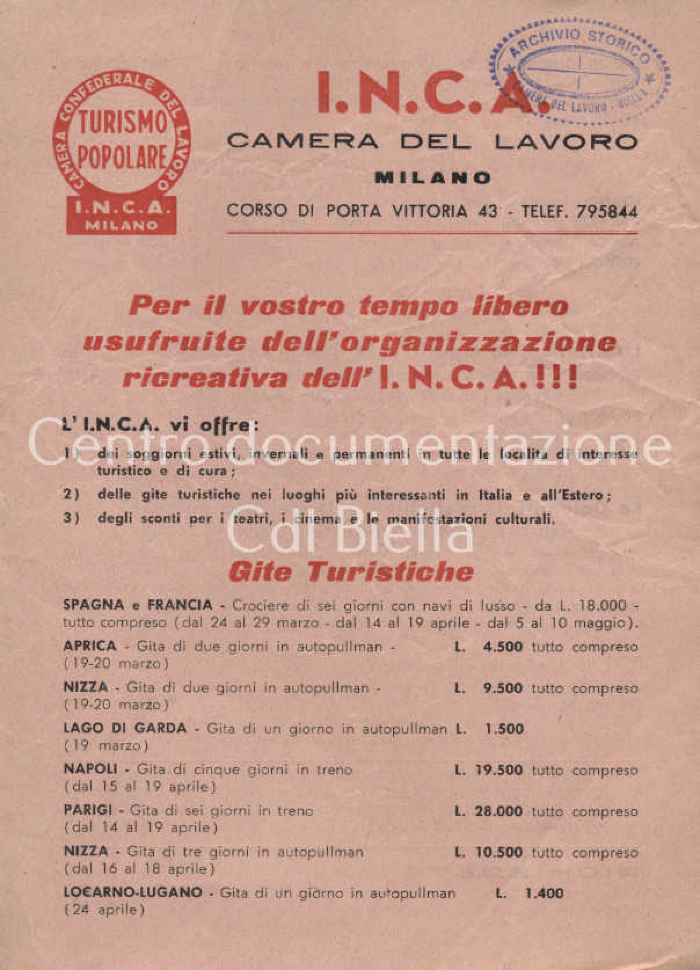 CAMERA CONFEDERALE DEL LAVORO
TURISMO
POPOLARE
I.N.C.A.
MILANO
I.N.C.A.
ARCHIVIO STORICO
CAMERA DEL LAVORO - BIELLA
CAMERA DEL LAVORO
MILANO
CORSO DI PORTA VITTORIA 43 - TELEF. 795844
Per il vostro tempo libero
usufruite dell'organizzazione
ricreativa dell'I.N.C.A.!!!
L'I.N.C.A. vi offre:
Centro documentazione
1) dei soggiorni estivi, invernali e permanenti in tutte le località di interesse
turistico e di cura;
2) delle gite turistiche nei luoghi più interessanti in Italia e all'Estero;
3) degli sconti per i teatri, i cinema e le manifestazioni culturali.
Cdl Biella
Gite Turistiche
SPAGNA e FRANCIA - Crociere di sei giorni con navi di lusso - da L. 18.000 -
tutto compreso (dal 24 al 29 marzo - dal 14 al 19 aprile - dal 5 al 10 maggio).
APRICA - Gita di due giorni in autopullman - L. 4.500 tutto compreso
(19-20 marzo)
NIZZA - Gita di due giorni in autopullman - L. 9.500 tutto compreso
(19-20 marzo)
LAGO DI GARDA - Gita di un giorno in autopullman L. 1.500
(19 marzo)
NAPOLI - Gita di cinque giorni in treno L. 19.500 tutto compreso
(dal 15 al 19 aprile)
PARIGI - Gita di sei giorni in treno L. 28.000 tutto compreso
(dal 14 al 19 aprile)
NIZZA - Gita di tre giorni in autopullman L. 10.500 tutto compreso
(dal 16 al 18 aprile)
LOCARNO-LUGANO - Gita di un giorno in autopullman L. 1.400
(24 aprile)